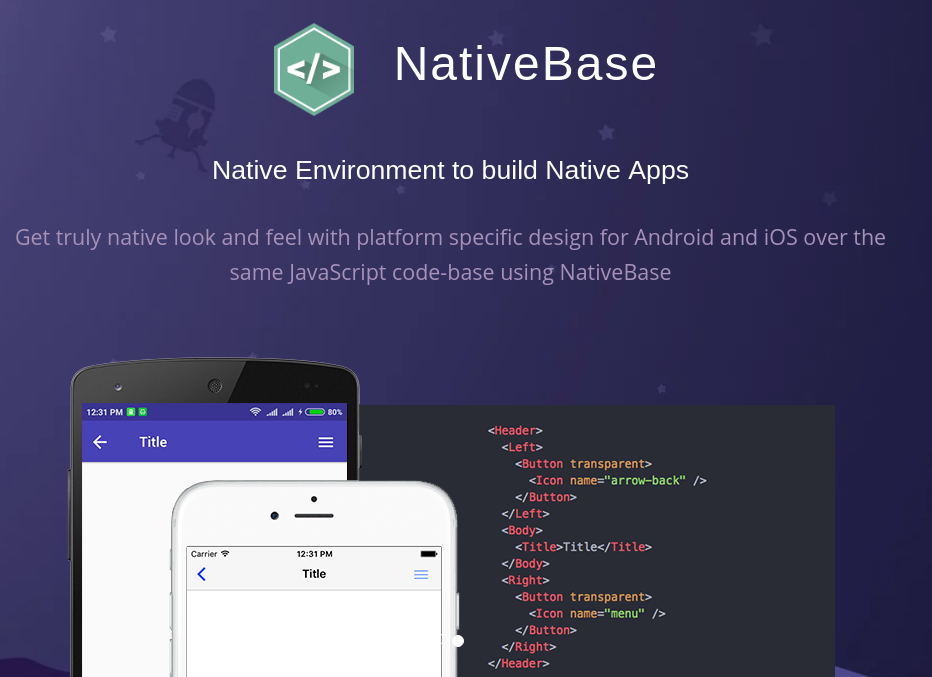 </>
NativeBase
Native Environment to build Native Apps
Get truly native look and feel with platform specific design for Android and iOS over the
same JavaScript code-base using NativeBase
12:31 PM 80%
Title
Carrier 12:31 PM
Title
<Header>
<Left>
<Button transparent>
<Icon name="arrow-back" />
</Button>
</Left>
<Body>
<Title>Title</Title>
</Body>
<Right>
<Button transparent>
<Icon name="menu" />
</Button>
</Right>
</Header>